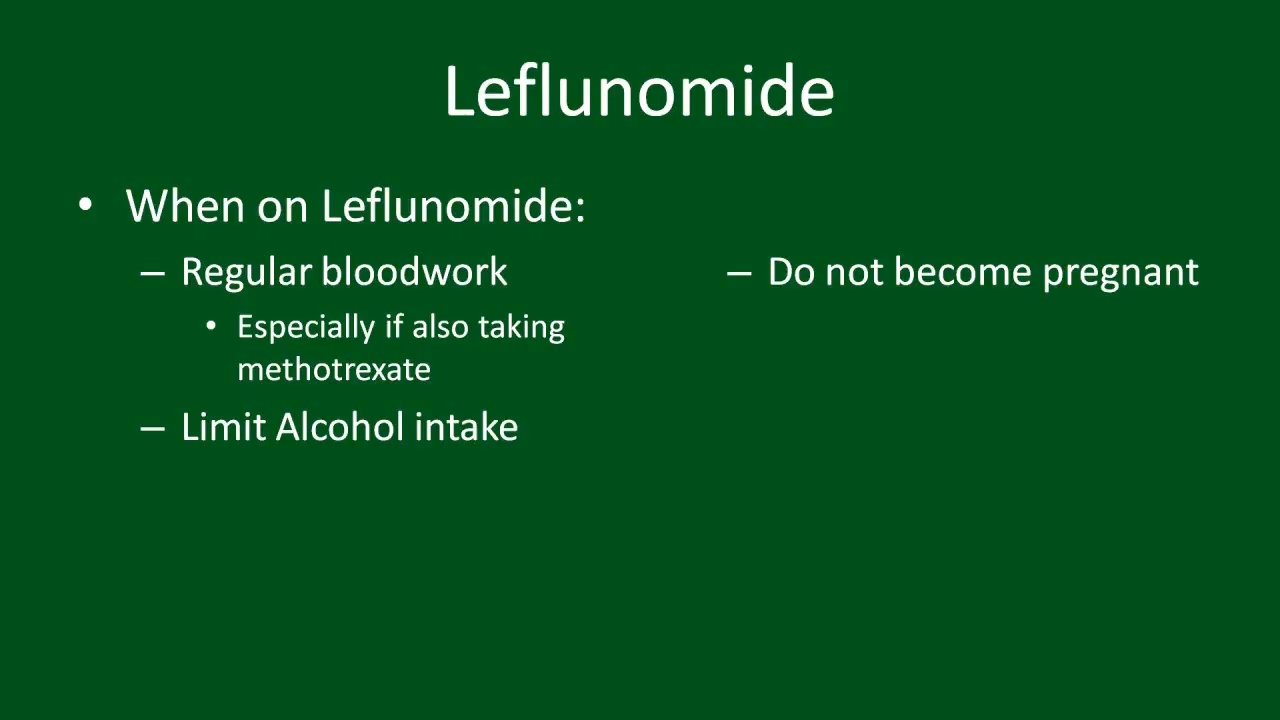 Leflunomide
• When on Leflunomide:
– Regular bloodwork
• Especially if also taking
methotrexate
– Limit Alcohol intake
– Do not become pregnant